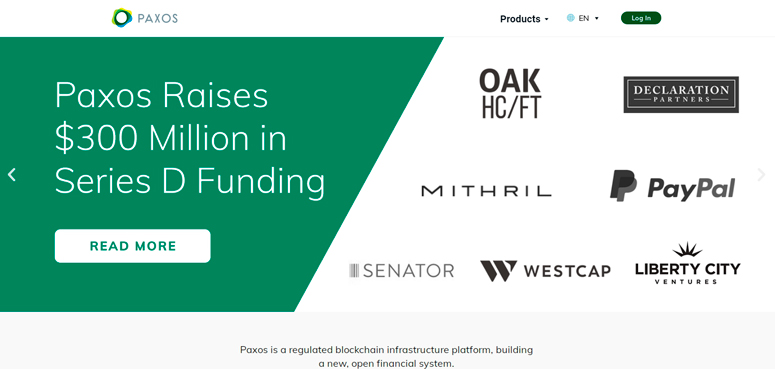 PAXOS
Products
EN
Log In
Paxos Raises
$300 Million in
Series D Funding
READ MORE
OAK
HC/FT
DECLARATION
PARTNERS
MITHRIL
PayPal
SENATOR
WESTCAP
LIBERTY CITY
VENTURES
Paxos is a regulated blockchain infrastructure platform, building
a new, open financial system.